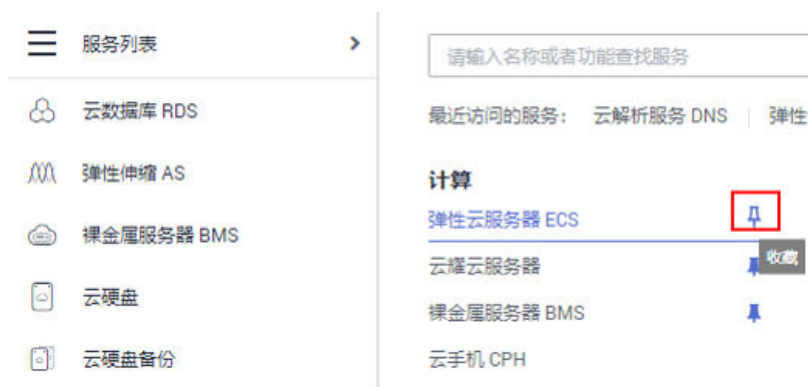 服务列表
云数据库 RDS
弹性伸缩 AS
裸金属服务器 BMS
云硬盘
云硬盘备份
请输入名称或者功能查找服务
最近访问的服务： 云解析服务 DNS | 弹性
计算
弹性云服务器 ECS
收藏
云耀云服务器
裸金属服务器 BMS
云手机 CPH